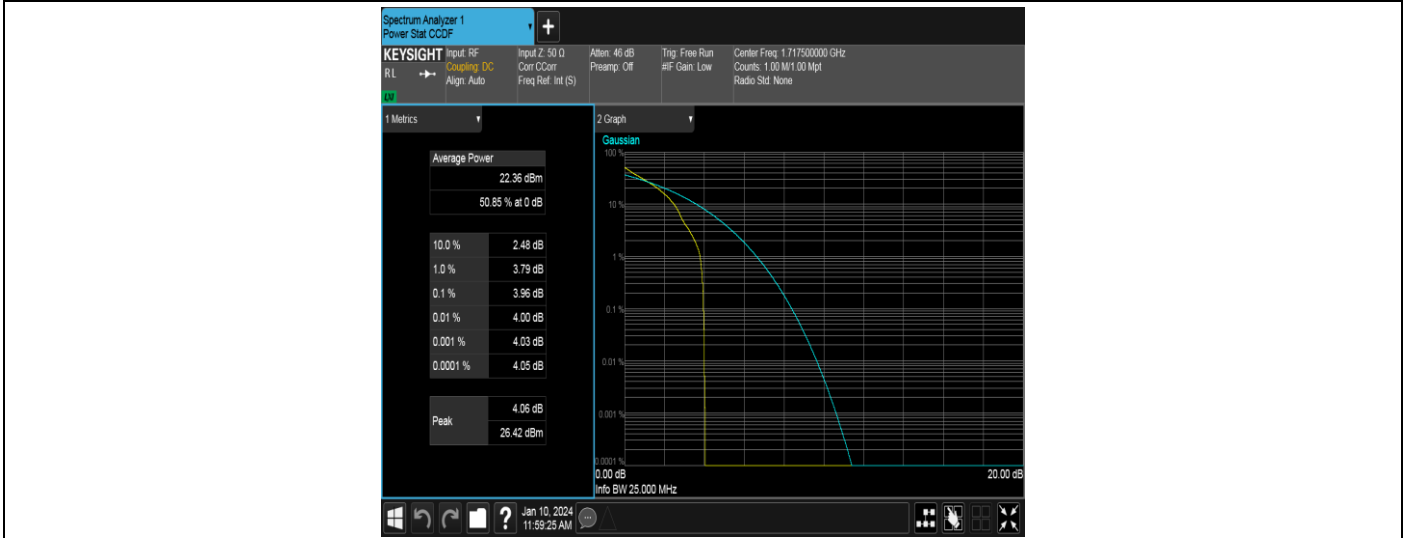 Spectrum Analyzer 1
Power Stat CCDF
+
KEYSIGHT
RL
LXI
Input: RF
Coupling: DC
Align: Auto
Input Z: 50 Ω
Corr CCorr
Freq Ref: Int (S)
Atten: 46 dB
Preamp: Off
Trig: Free Run
#IF Gain: Low
Center Freq: 1.717500000 GHz
Counts: 1.00 M/1.00 Mpt
Radio Std: None
1 Metrics
Average Power
22.36 dBm
50.85 % at 0 dB
10.0 % 2.48 dB
1.0 % 3.79 dB
0.1 % 3.96 dB
0.01 % 4.00 dB
0.001 % 4.03 dB
0.0001 % 4.05 dB
Peak
4.06 dB
26.42 dBm
2 Graph
Gaussian
100 %
10 %
1 %
0.1 %
0.01 %
0.001 %
0.0001 %
0.00 dB 20.00 dB
Info BW 25.000 MHz
?
Jan 10, 2024
11:59:25 AM